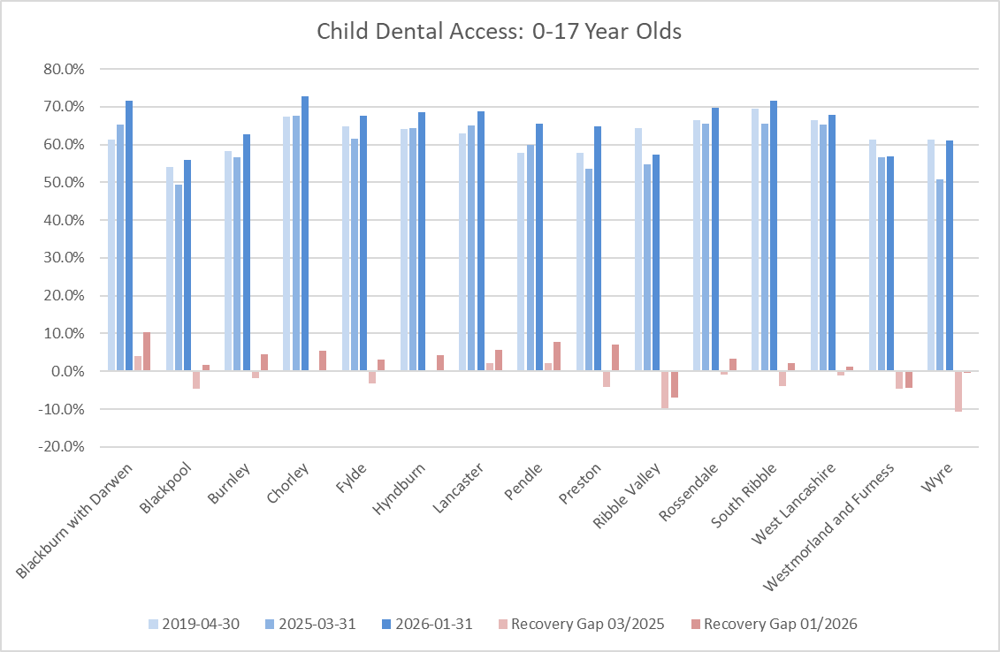 Child Dental Access: 0-17 Year Olds
80.0%
70.0%
60.0%
50.0%
40.0%
30.0%
20.0%
10.0%
0.0%
-10.0%
-20.0%
Blackburn with Darwen
Blackpool
Burnley
Chorley
Fylde
Hyndburn
Lancaster
Pendle
Preston
Ribble Valley
Rossendale
South Ribble
West Lancashire
Westmorland and Furness
Wyre
2019-04-30
2025-03-31
2026-01-31
Recovery Gap 03/2025
Recovery Gap 01/2026